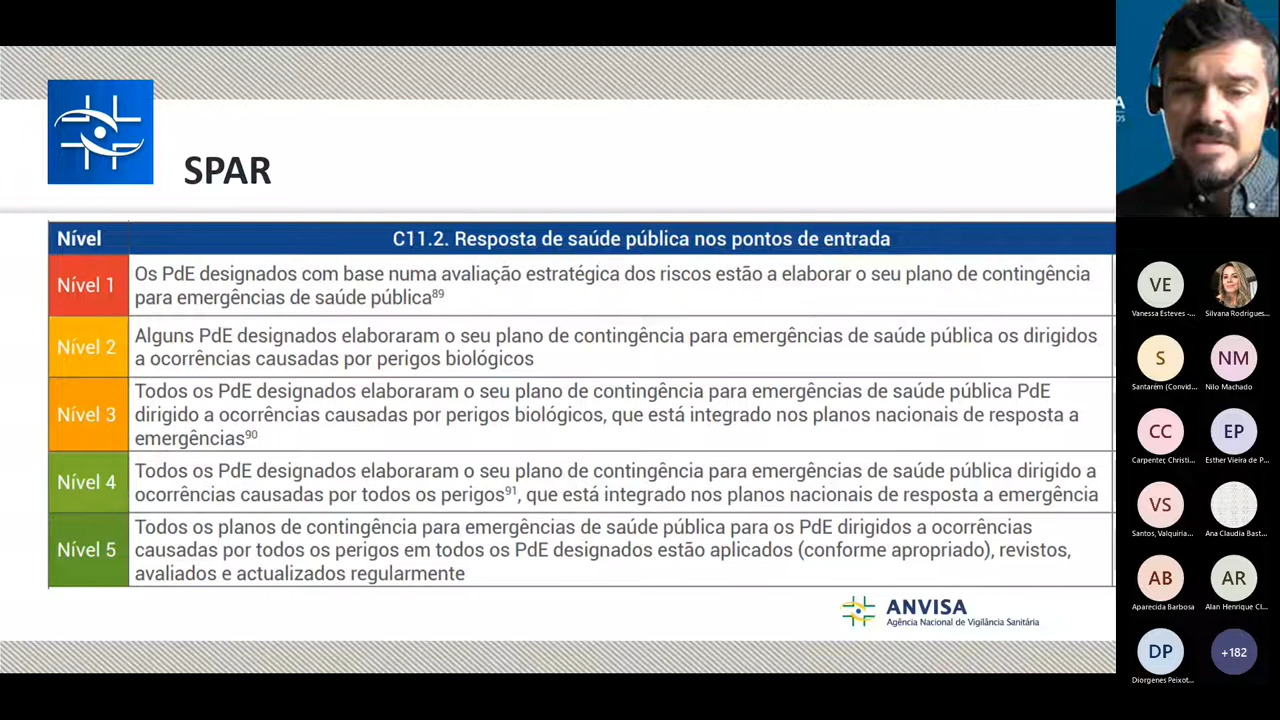 SPAR
Nível
C11.2. Resposta de saúde pública nos pontos de entrada
Nível 1
Os PdE designados com base numa avaliação estratégica dos riscos estão a elaborar o seu plano de contingência
para emergências de saúde pública89
Nível 2
Alguns PdE designados elaboraram o seu plano de contingência para emergências de saúde pública os dirigidos
a ocorrências causadas por perigos biológicos
Nível 3
Todos os PdE designados elaboraram o seu plano de contingência para emergências de saúde pública PdE
dirigido a ocorrências causadas por perigos biológicos, que está integrado nos planos nacionais de resposta a
emergências90
Nível 4
Todos os PdE designados elaboraram o seu plano de contingência para emergências de saúde pública dirigido a
ocorrências causadas por todos os perigos91, que está integrado nos planos nacionais de resposta a emergência
Nível 5
Todos os planos de contingência para emergências de saúde pública para os PdE dirigidos a ocorrências
causadas por todos os perigos em todos os PdE designados estão aplicados (conforme apropriado), revistos,
avaliados e actualizados regularmente
ANVISA
Agência Nacional de Vigilância Sanitária
A
OS
VE
Vanessa Esteves -...
Silvana Rodrigues...
S
Santarém (Convid...
NM
Nilo Machado
CC
Carpenter, Christi...
EP
Esther Vieira de P...
VS
Santos, Valquíria...
Ana Claudia Bast...
AB
Aparecida Barbosa
AR
Alan Henrique Cl...
DP
Diorgenes Peixot...
+182